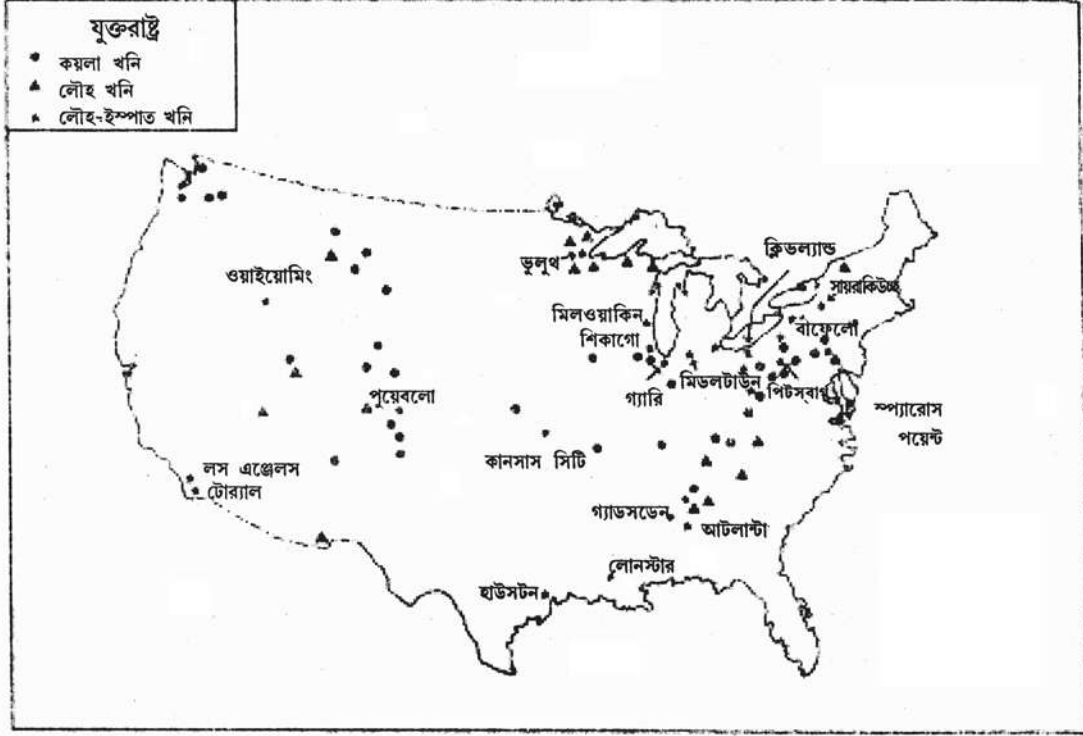 যুক্তরাষ্ট্র
কয়লা খনি
লৌহ খনি
লৌহ-ইস্পাত খনি
ক্লিভল্যান্ড
ডুলুথ
সায়রাকিউজ
ওয়াইয়োমিং
মিলওয়াকিন
শিকাগো
বাফেলো
মিডলটাউন
পিটসবার্গ
গ্যারি
পুয়েবলো
স্প্যারোস
পয়েন্ট
কানসাস সিটি
লস এঞ্জেলস
টোর‍্যাল
গ্যাডসডেন
আটলান্টা
লোনস্টার
হাউসটন